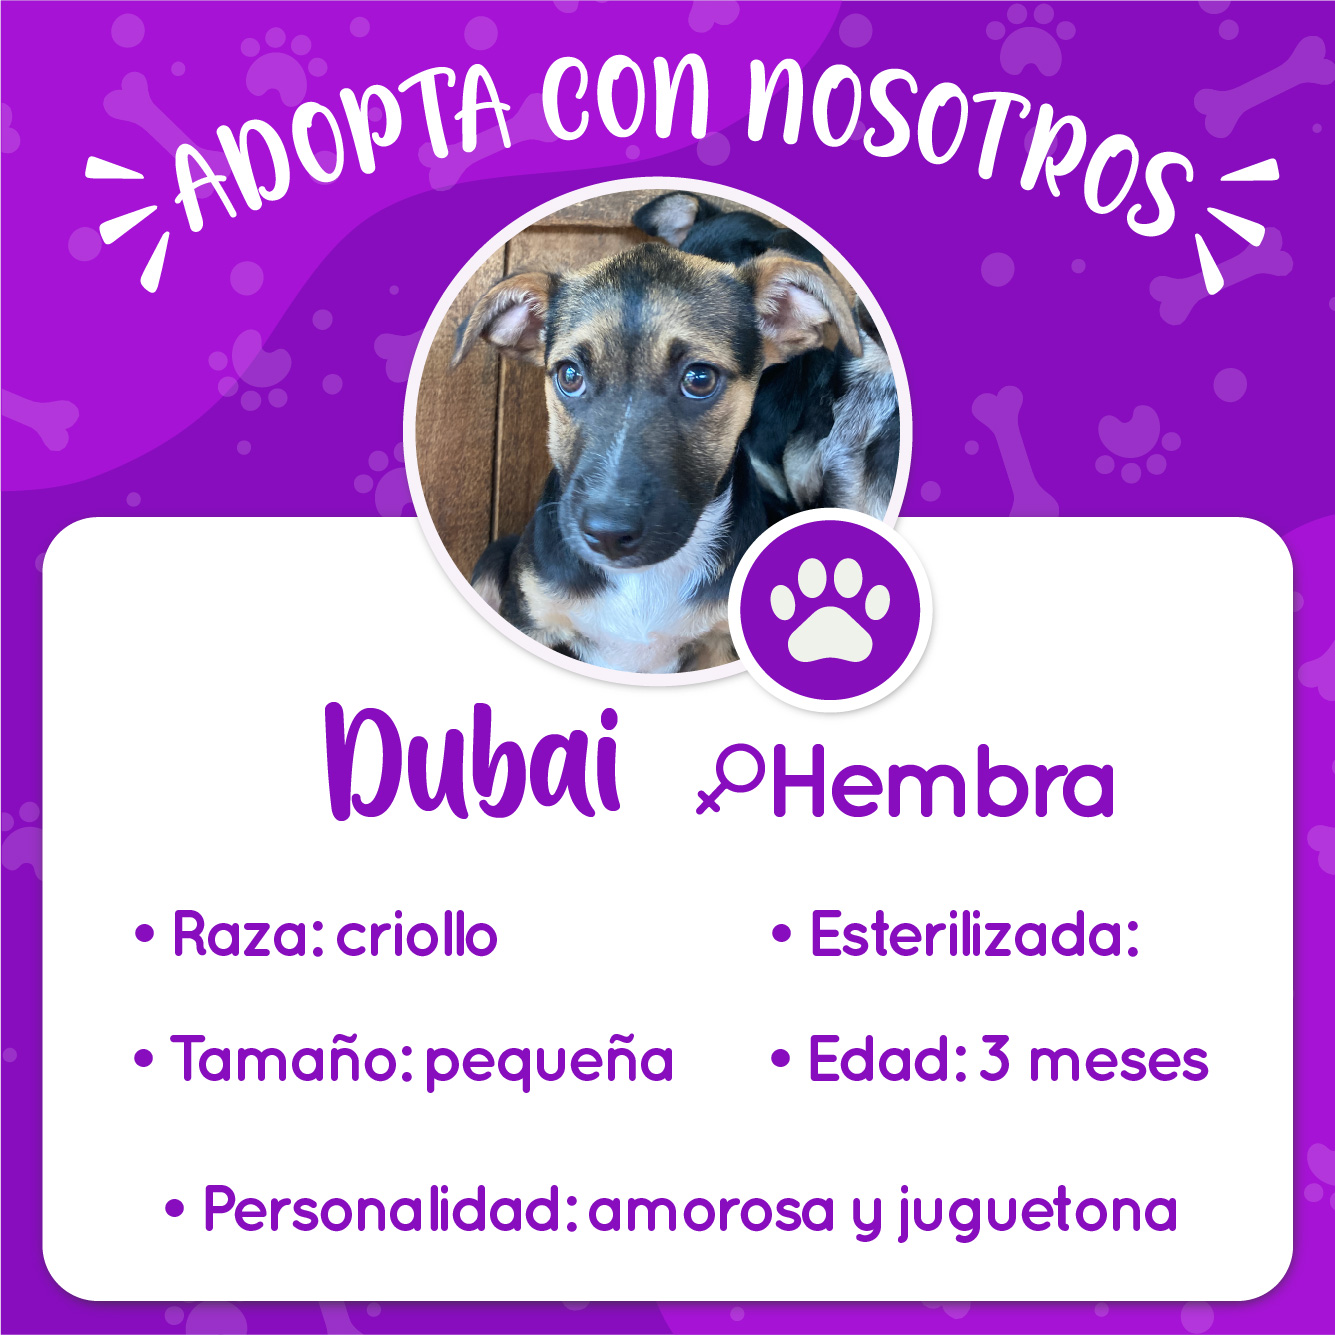 ADOPTA CON NOSOTROS
Dubai
Hembra
• Raza: criollo
• Esterilizada:
• Tamaño: pequeña
• Edad: 3 meses
• Personalidad: amorosa y juguetona